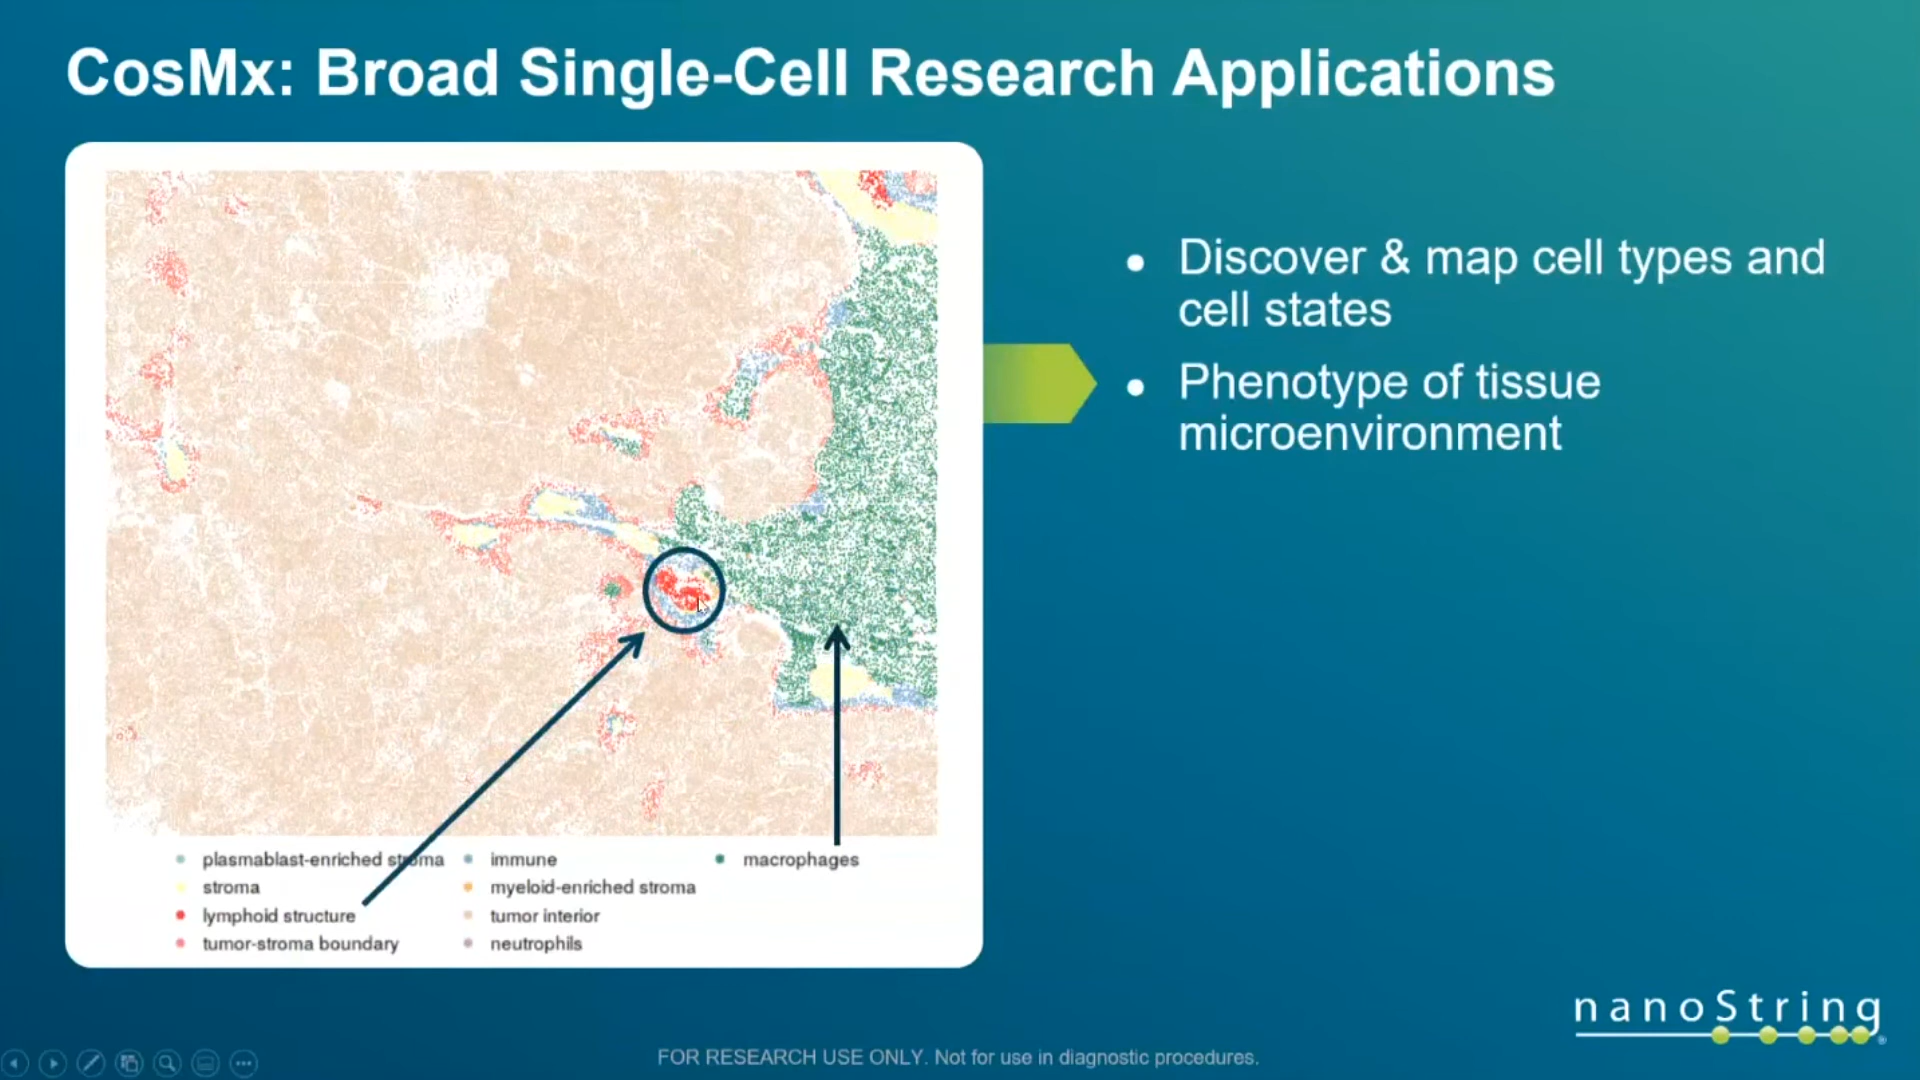 CosMx: Broad Single-Cell Research Applications
• Discover & map cell types and
cell states
• Phenotype of tissue
microenvironment
plasmablast-enriched stroma
stroma
lymphoid structure
tumor-stroma boundary
immune
myeloid-enriched stroma
tumor interior
neutrophils
macrophages
nanoString®
FOR RESEARCH USE ONLY. Not for use in diagnostic procedures.